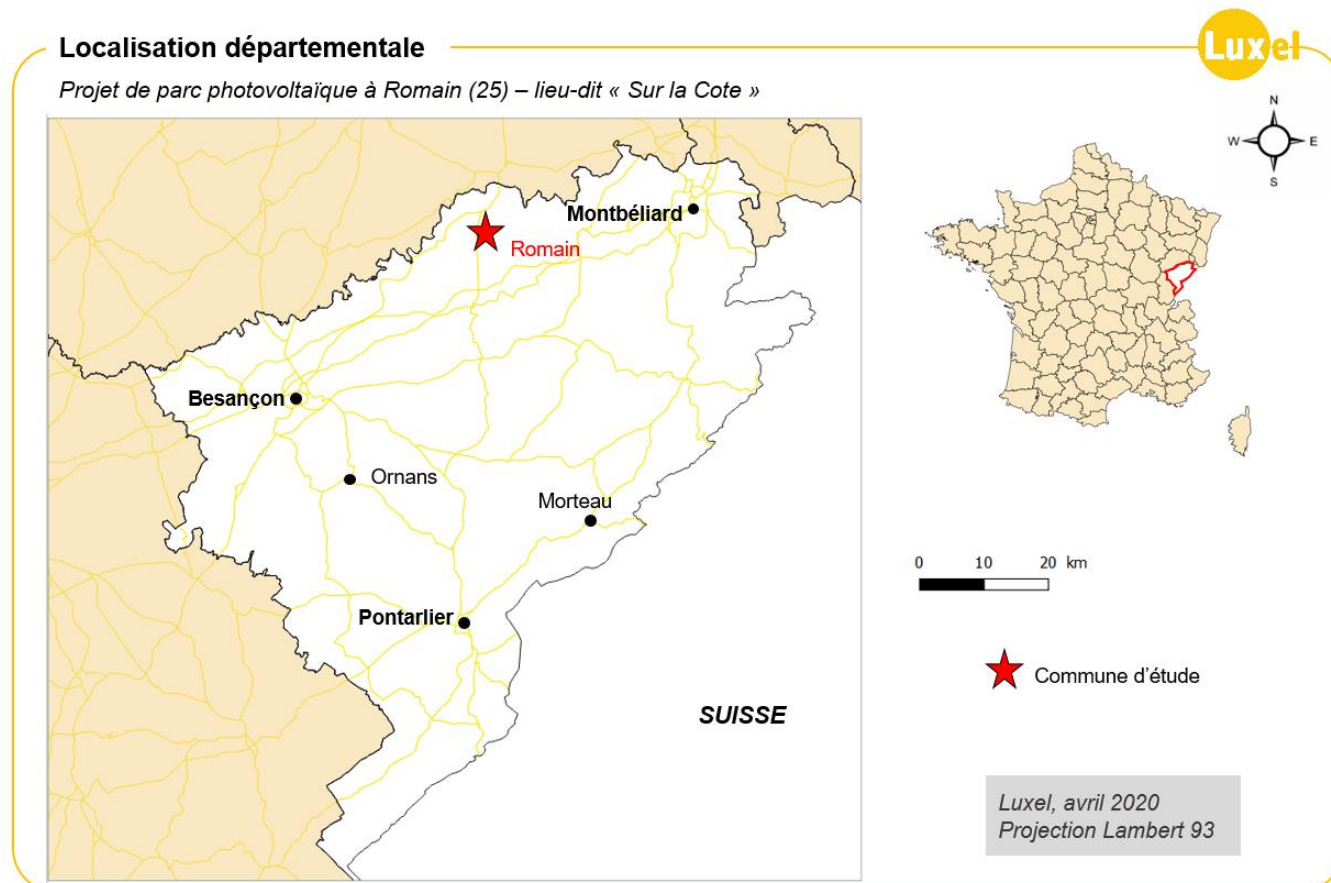 Localisation départementale
Luxel
Projet de parc photovoltaïque à Romain (25) – lieu-dit « Sur la Cote »
N
W
E
S
Montbéliard
Romain
Besançon
Ornans
Morteau
Pontarlier
SUISSE
0 10 20 km
Commune d'étude
Luxel, avril 2020
Projection Lambert 93